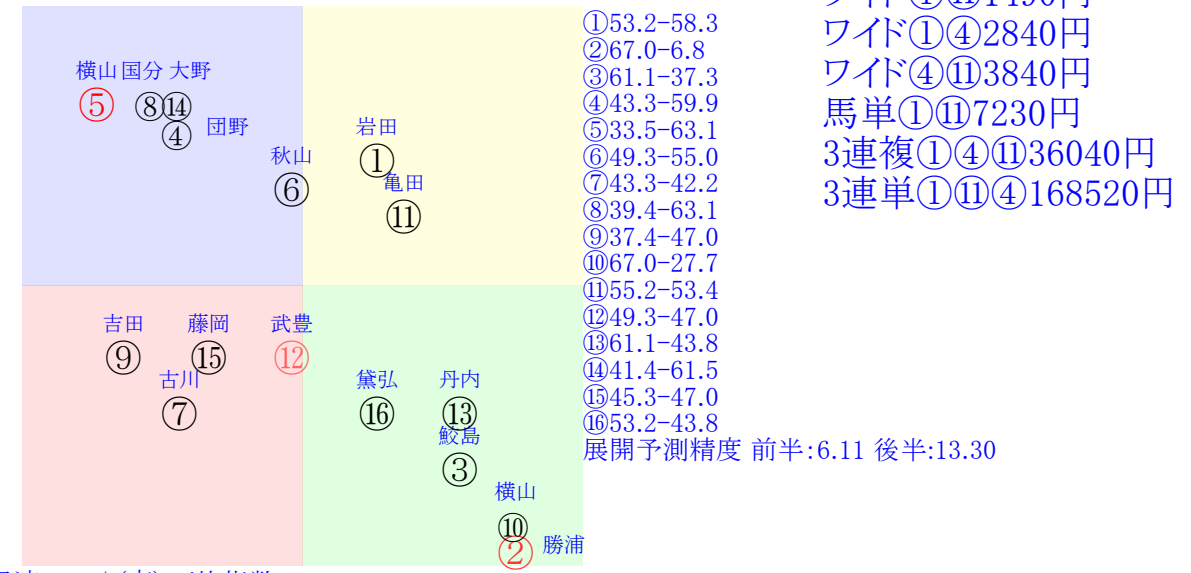 横山 国分 大野
⑤ ⑧ ⑭
④ 団野
秋山
⑥
岩田
①
亀田
⑪
吉田 藤岡 武豊
⑨ ⑮ ⑫
古川
⑦
黛弘 丹内
⑯ ⑬
鮫島
③
横山
⑩
② 勝浦
①53.2-58.3
②67.0-6.8
③61.1-37.3
④43.3-59.9
⑤33.5-63.1
⑥49.3-55.0
⑦43.3-42.2
⑧39.4-63.1
⑨37.4-47.0
⑩67.0-27.7
⑪55.2-53.4
⑫49.3-47.0
⑬61.1-43.8
⑭41.4-61.5
⑮45.3-47.0
⑯53.2-43.8
展開予測精度 前半:6.11 後半:13.30
ワイド①④2840円
ワイド④⑪3840円
馬単①⑪7230円
3連複①④⑪36040円
3連単①⑪④168520円